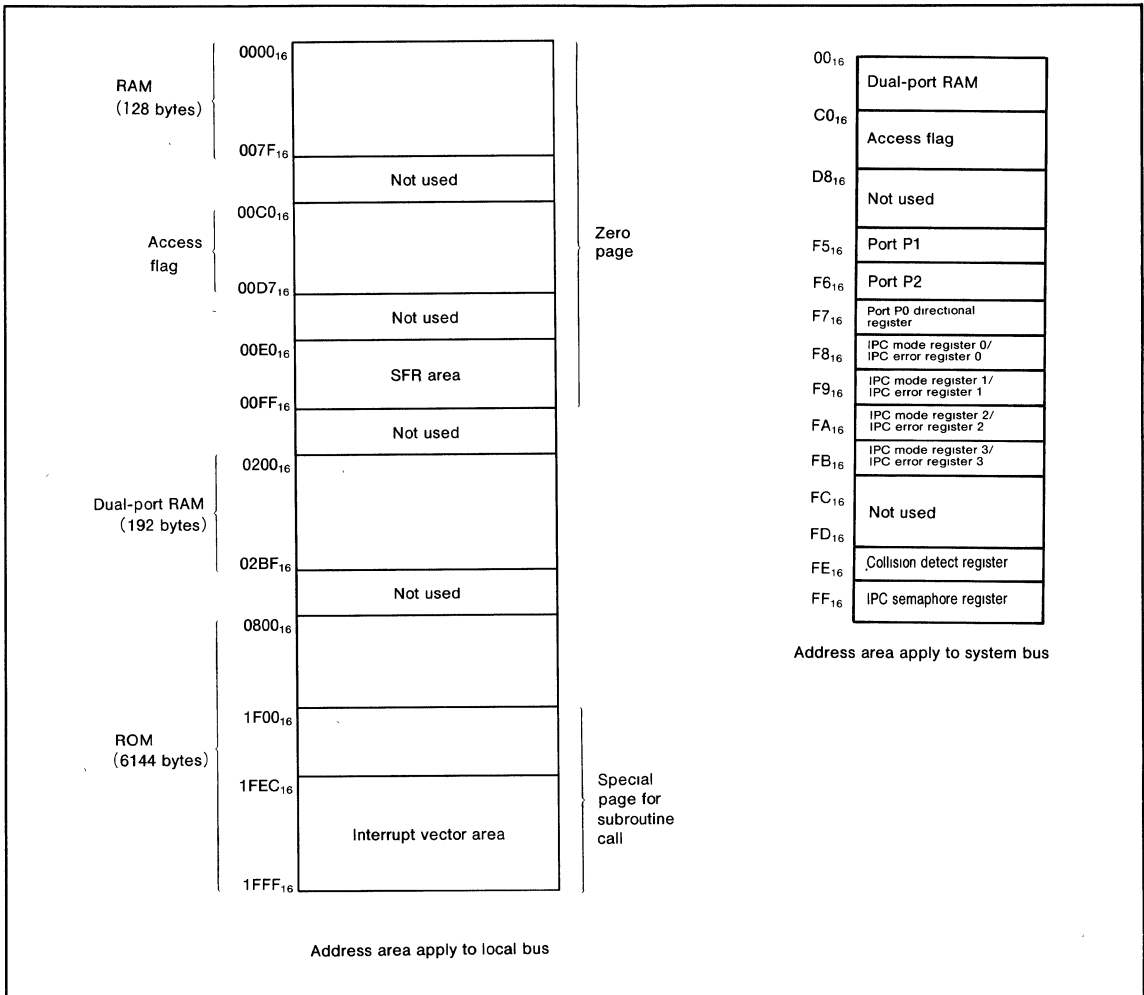 0000₁₆
RAM
(128 bytes)
007F₁₆
Not used
00C0₁₆
Access
flag
00D7₁₆
Not used
00E0₁₆
SFR area
00FF₁₆
Not used
Zero
page
0200₁₆
Dual-port RAM
(192 bytes)
02BF₁₆
Not used
0800₁₆
1F00₁₆
ROM
(6144 bytes)
1FEC₁₆
Interrupt vector area
1FFF₁₆
Special
page for
subroutine
call
Address area apply to local bus
00₁₆
Dual-port RAM
C0₁₆
Access flag
D8₁₆
Not used
F5₁₆
Port P1
F6₁₆
Port P2
F7₁₆
Port P0 directional
register
F8₁₆
IPC mode register 0/
IPC error register 0
F9₁₆
IPC mode register 1/
IPC error register 1
FA₁₆
IPC mode register 2/
IPC error register 2
FB₁₆
IPC mode register 3/
IPC error register 3
FC₁₆
Not used
FD₁₆
FE₁₆
Collision detect register
FF₁₆
IPC semaphore register
Address area apply to system bus